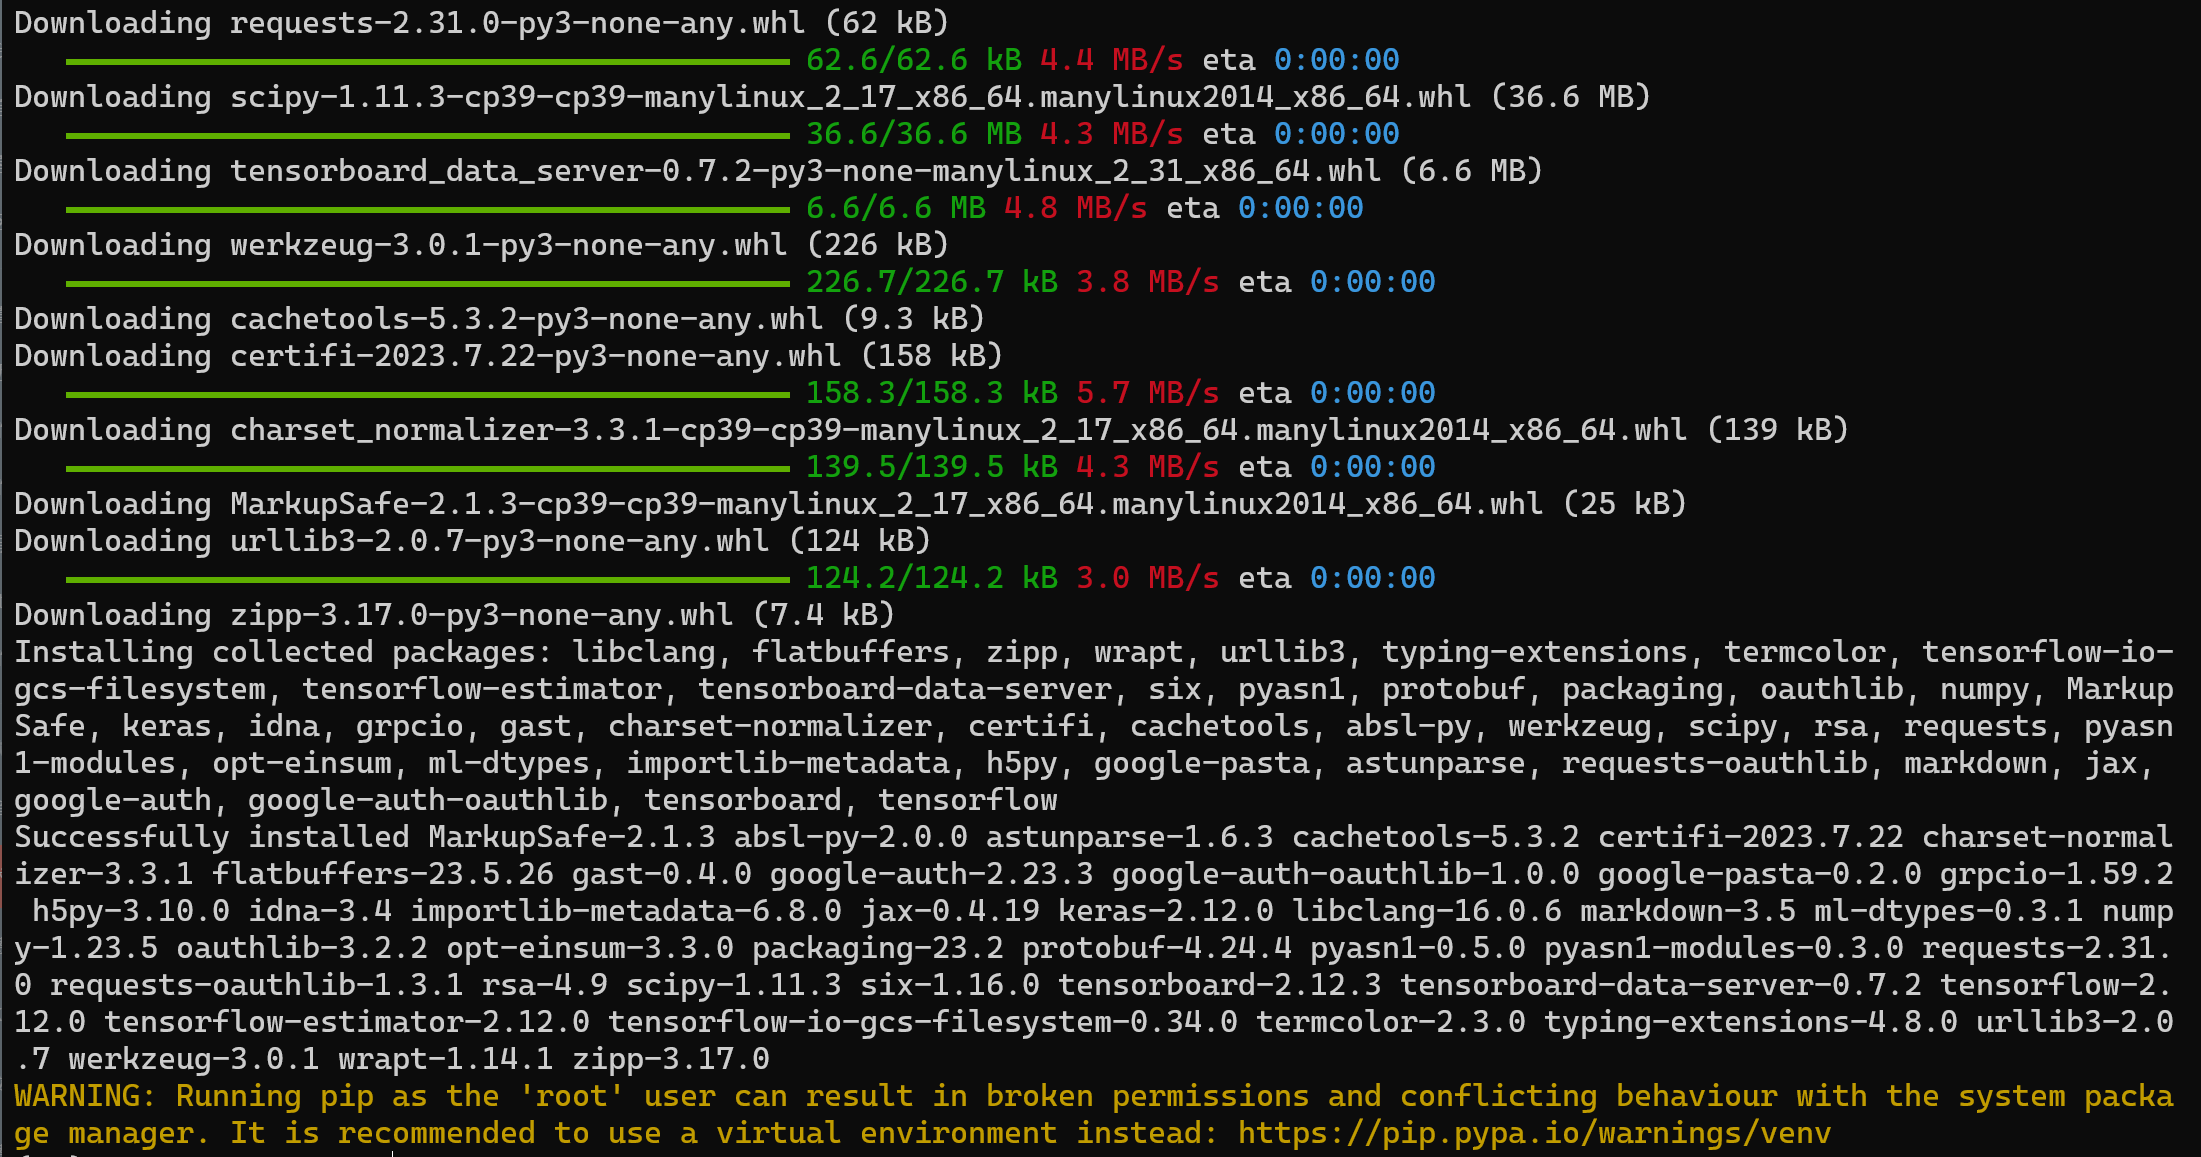 Downloading requests-2.31.0-py3-none-any.whl (62 kB)
62.6/62.6 kB 4.4 MB/s eta 0:00:00
Downloading scipy-1.11.3-cp39-cp39-manylinux_2_17_x86_64.manylinux2014_x86_64.whl (36.6 MB)
36.6/36.6 MB 4.3 MB/s eta 0:00:00
Downloading tensorboard_data_server-0.7.2-py3-none-manylinux_2_31_x86_64.whl (6.6 MB)
6.6/6.6 MB 4.8 MB/s eta 0:00:00
Downloading werkzeug-3.0.1-py3-none-any.whl (226 kB)
226.7/226.7 kB 3.8 MB/s eta 0:00:00
Downloading cachetools-5.3.2-py3-none-any.whl (9.3 kB)
Downloading certifi-2023.7.22-py3-none-any.whl (158 kB)
158.3/158.3 kB 5.7 MB/s eta 0:00:00
Downloading charset_normalizer-3.3.1-cp39-cp39-manylinux_2_17_x86_64.manylinux2014_x86_64.whl (139 kB)
139.5/139.5 kB 4.3 MB/s eta 0:00:00
Downloading MarkupSafe-2.1.3-cp39-cp39-manylinux_2_17_x86_64.manylinux2014_x86_64.whl (25 kB)
Downloading urllib3-2.0.7-py3-none-any.whl (124 kB)
124.2/124.2 kB 3.0 MB/s eta 0:00:00
Downloading zipp-3.17.0-py3-none-any.whl (7.4 kB)
Installing collected packages: libclang, flatbuffers, zipp, wrapt, urllib3, typing-extensions, termcolor, tensorflow-io-
gcs-filesystem, tensorflow-estimator, tensorboard-data-server, six, pyasn1, protobuf, packaging, oauthlib, numpy, Markup
Safe, keras, idna, grpcio, gast, charset-normalizer, certifi, cachetools, absl-py, werkzeug, scipy, rsa, requests, pyasn
1-modules, opt-einsum, ml-dtypes, importlib-metadata, h5py, google-pasta, astunparse, requests-oauthlib, markdown, jax,
google-auth, google-auth-oauthlib, tensorboard, tensorflow
Successfully installed MarkupSafe-2.1.3 absl-py-2.0.0 astunparse-1.6.3 cachetools-5.3.2 certifi-2023.7.22 charset-normal
izer-3.3.1 flatbuffers-23.5.26 gast-0.4.0 google-auth-2.23.3 google-auth-oauthlib-1.0.0 google-pasta-0.2.0 grpcio-1.59.2
h5py-3.10.0 idna-3.4 importlib-metadata-6.8.0 jax-0.4.19 keras-2.12.0 libclang-16.0.6 markdown-3.5 ml-dtypes-0.3.1 nump
y-1.23.5 oauthlib-3.2.2 opt-einsum-3.3.0 packaging-23.2 protobuf-4.24.4 pyasn1-0.5.0 pyasn1-modules-0.3.0 requests-2.31.
0 requests-oauthlib-1.3.1 rsa-4.9 scipy-1.11.3 six-1.16.0 tensorboard-2.12.3 tensorboard-data-server-0.7.2 tensorflow-2.
12.0 tensorflow-estimator-2.12.0 tensorflow-io-gcs-filesystem-0.34.0 termcolor-2.3.0 typing-extensions-4.8.0 urllib3-2.0
.7 werkzeug-3.0.1 wrapt-1.14.1 zipp-3.17.0
WARNING: Running pip as the 'root' user can result in broken permissions and conflicting behaviour with the system packa
ge manager. It is recommended to use a virtual environment instead: https://pip.pypa.io/warnings/venv